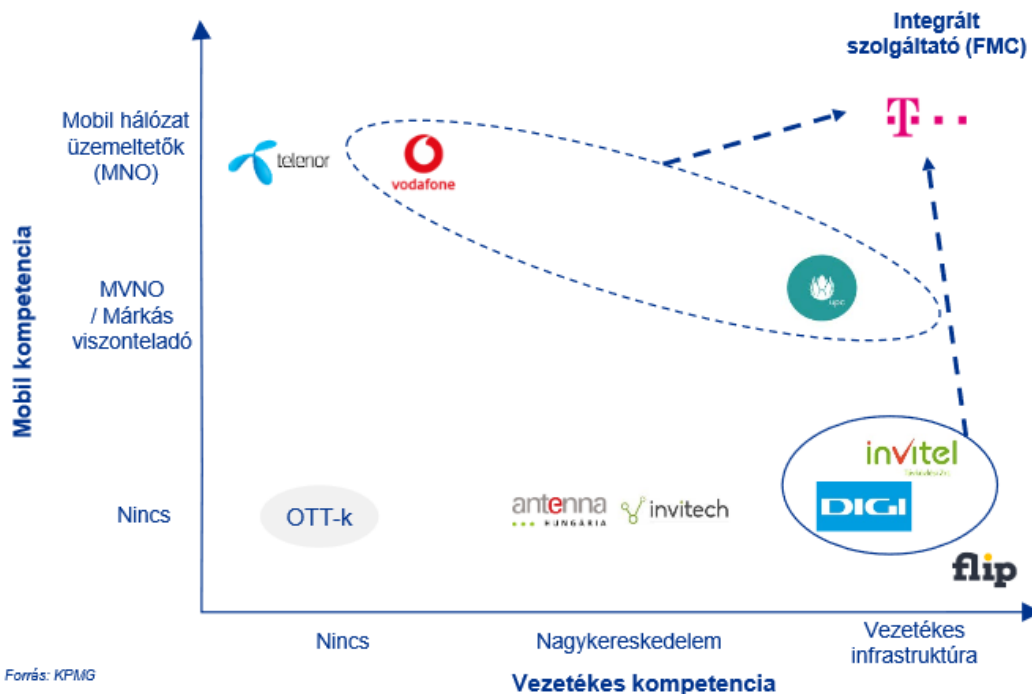 Integrált
szolgáltató (FMC)
Mobil hálózat
üzemeltetők
(MNO)
telenor
vodafone
T
MVNO
/ Márkás
viszonteladó
upc
Mobil kompetencia
invitel
Nincs
OTT-k
antenna
HUNGÁRIA
invitech
DIGI
flip
Nincs
Nagykereskedelem
Vezetékes
infrastruktúra
Forrás: KPMG
Vezetékes kompetencia